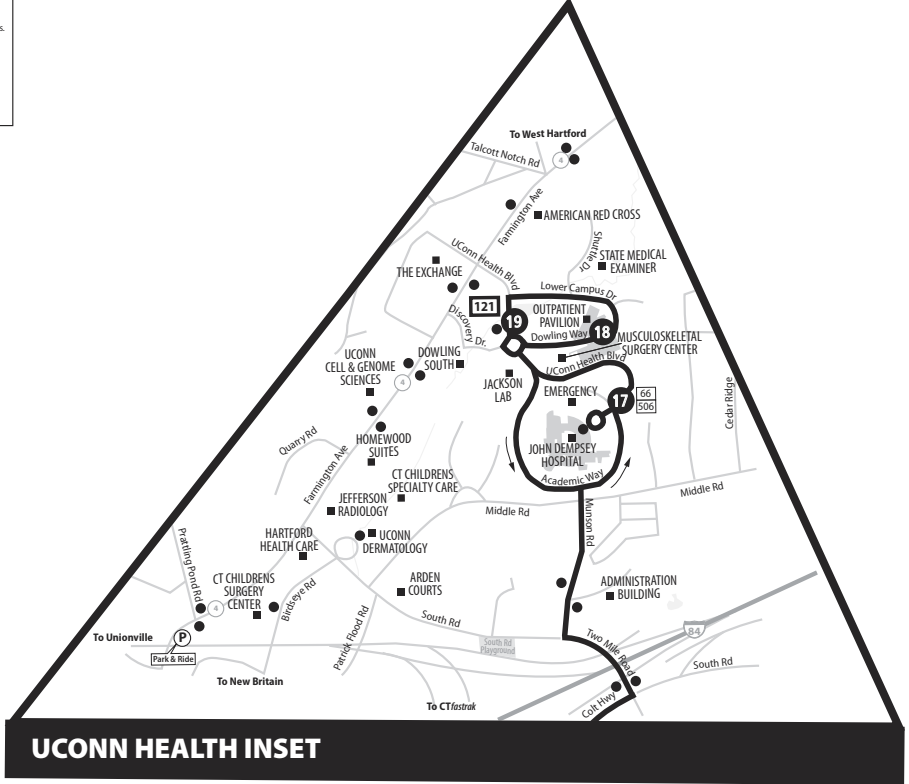 s.
To West Hartford
Talcott Notch Rd
4
Farmington Ave
AMERICAN RED CROSS
Shuttle Dr
STATE MEDICAL
EXAMINER
UConn Health Blvd
THE EXCHANGE
Lower Campus Dr
121
OUTPATIENT
PAVILION
19
18
Dowling Way
Discovery Dr.
MUSCULOSKELETAL
SURGERY CENTER
UConn Health Blvd
UCONN
CELL & GENOME
SCIENCES
DOWLING
SOUTH
4
JACKSON
LAB
EMERGENCY
17
66
506
Cedar Ridge
Quarry Rd
HOMEWOOD
SUITES
JOHN DEMPSEY
HOSPITAL
Farmington Ave
CT CHILDRENS
SPECIALTY CARE
Academic Way
Middle Rd
JEFFERSON
RADIOLOGY
Middle Rd
Munson Rd
HARTFORD
HEALTH CARE
UCONN
DERMATOLOGY
Prattling Pond Rd
CT CHILDRENS
SURGERY
CENTER
4
Birdseye Rd
ARDEN
COURTS
ADMINISTRATION
BUILDING
Patrick Flood Rd
South Rd
To Unionville
P
Park & Ride
South Rd
Playground
Two Mile Road
84
South Rd
To New Britain
To CTfastrak
Colt Hwy
UCONN HEALTH INSET